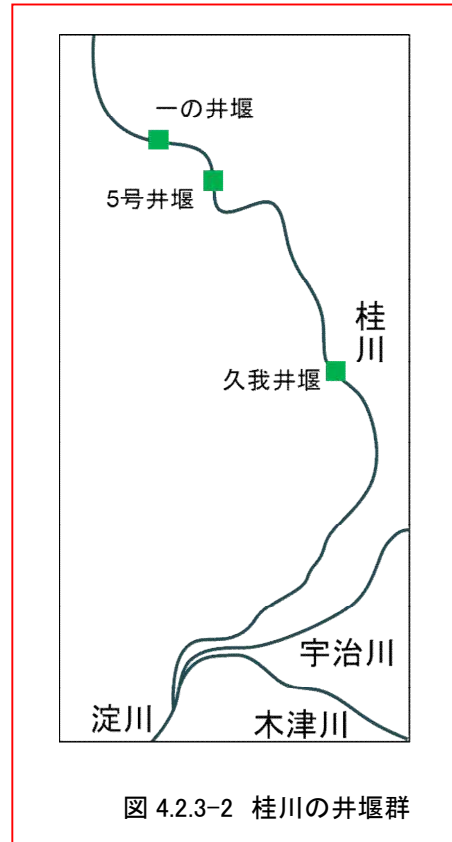 一の井堰
5号井堰
桂川
久我井堰
宇治川
淀川
木津川
図 4.2.3-2 桂川の井堰群